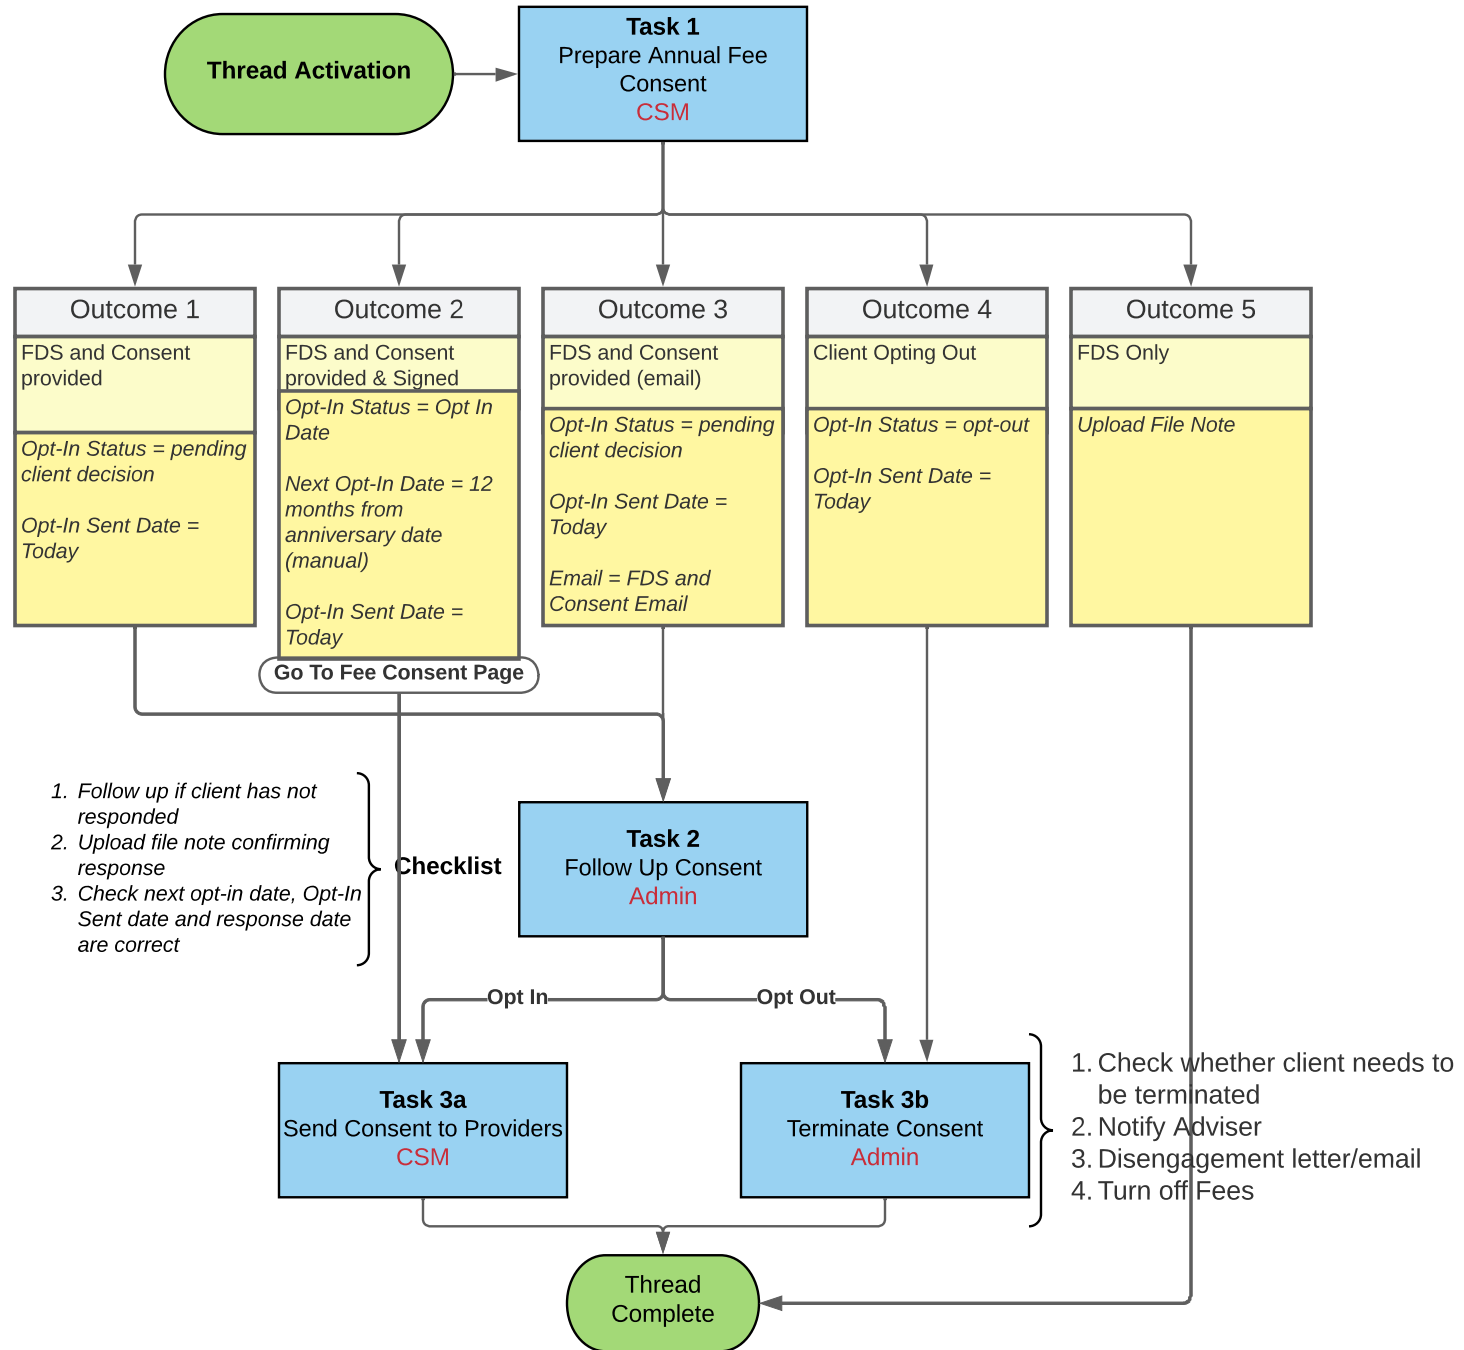 Thread Activation
Task 1
Prepare Annual Fee
Consent
CSM
Outcome 1
FDS and Consent
provided
Opt-In Status = pending
client decision
Opt-In Sent Date =
Today
Outcome 2
FDS and Consent
provided & Signed
Opt-In Status = Opt In
Date
Next Opt-In Date = 12
months from
anniversary date
(manual)
Opt-In Sent Date =
Today
Go To Fee Consent Page
Outcome 3
FDS and Consent
provided (email)
Opt-In Status = pending
client decision
Opt-In Sent Date =
Today
Email = FDS and
Consent Email
Outcome 4
Client Opting Out
Opt-In Status = opt-out
Opt-In Sent Date =
Today
Outcome 5
FDS Only
Upload File Note
1. Follow up if client has not
responded
2. Upload file note confirming
response
3. Check next opt-in date, Opt-In
Sent date and response date
are correct
Checklist
Task 2
Follow Up Consent
Admin
Opt In
Opt Out
Task 3a
Send Consent to Providers
CSM
Task 3b
Terminate Consent
Admin
1. Check whether client needs to
be terminated
2. Notify Adviser
3. Disengagement letter/email
4. Turn off Fees
Thread
Complete